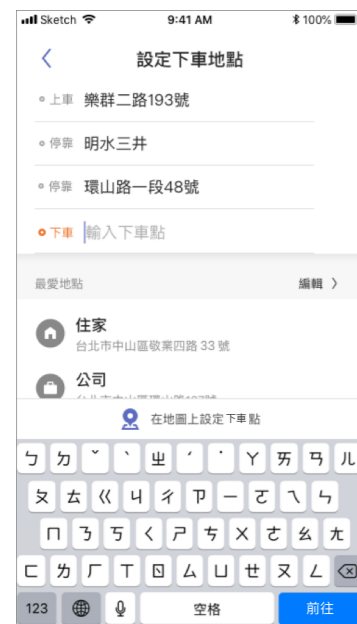 Sketch 9:41 AM 100%
設定下車地點
上車 樂群二路193號
停靠 明水三井
停靠 環山路一段48號
下車 輸入下車點
最愛地點 編輯
住家
台北市中山區敬業四路 33 號
公司
在地圖上設定下車點
ㄅ ㄉ ˇ ˋ ㄓ ˊ ˙ ㄚ ㄞ ㄢ ㄦ
ㄆ ㄊ ㄍ ㄐ ㄔ ㄗ ㄧ ㄛ ㄟ ㄣ
ㄇ ㄋ ㄎ ㄑ ㄕ ㄘ ㄨ ㄜ ㄠ ㄤ
ㄈ ㄌ ㄏ ㄒ ㄖ ㄙ ㄩ ㄝ ㄡ ㄥ
123 空格 前往